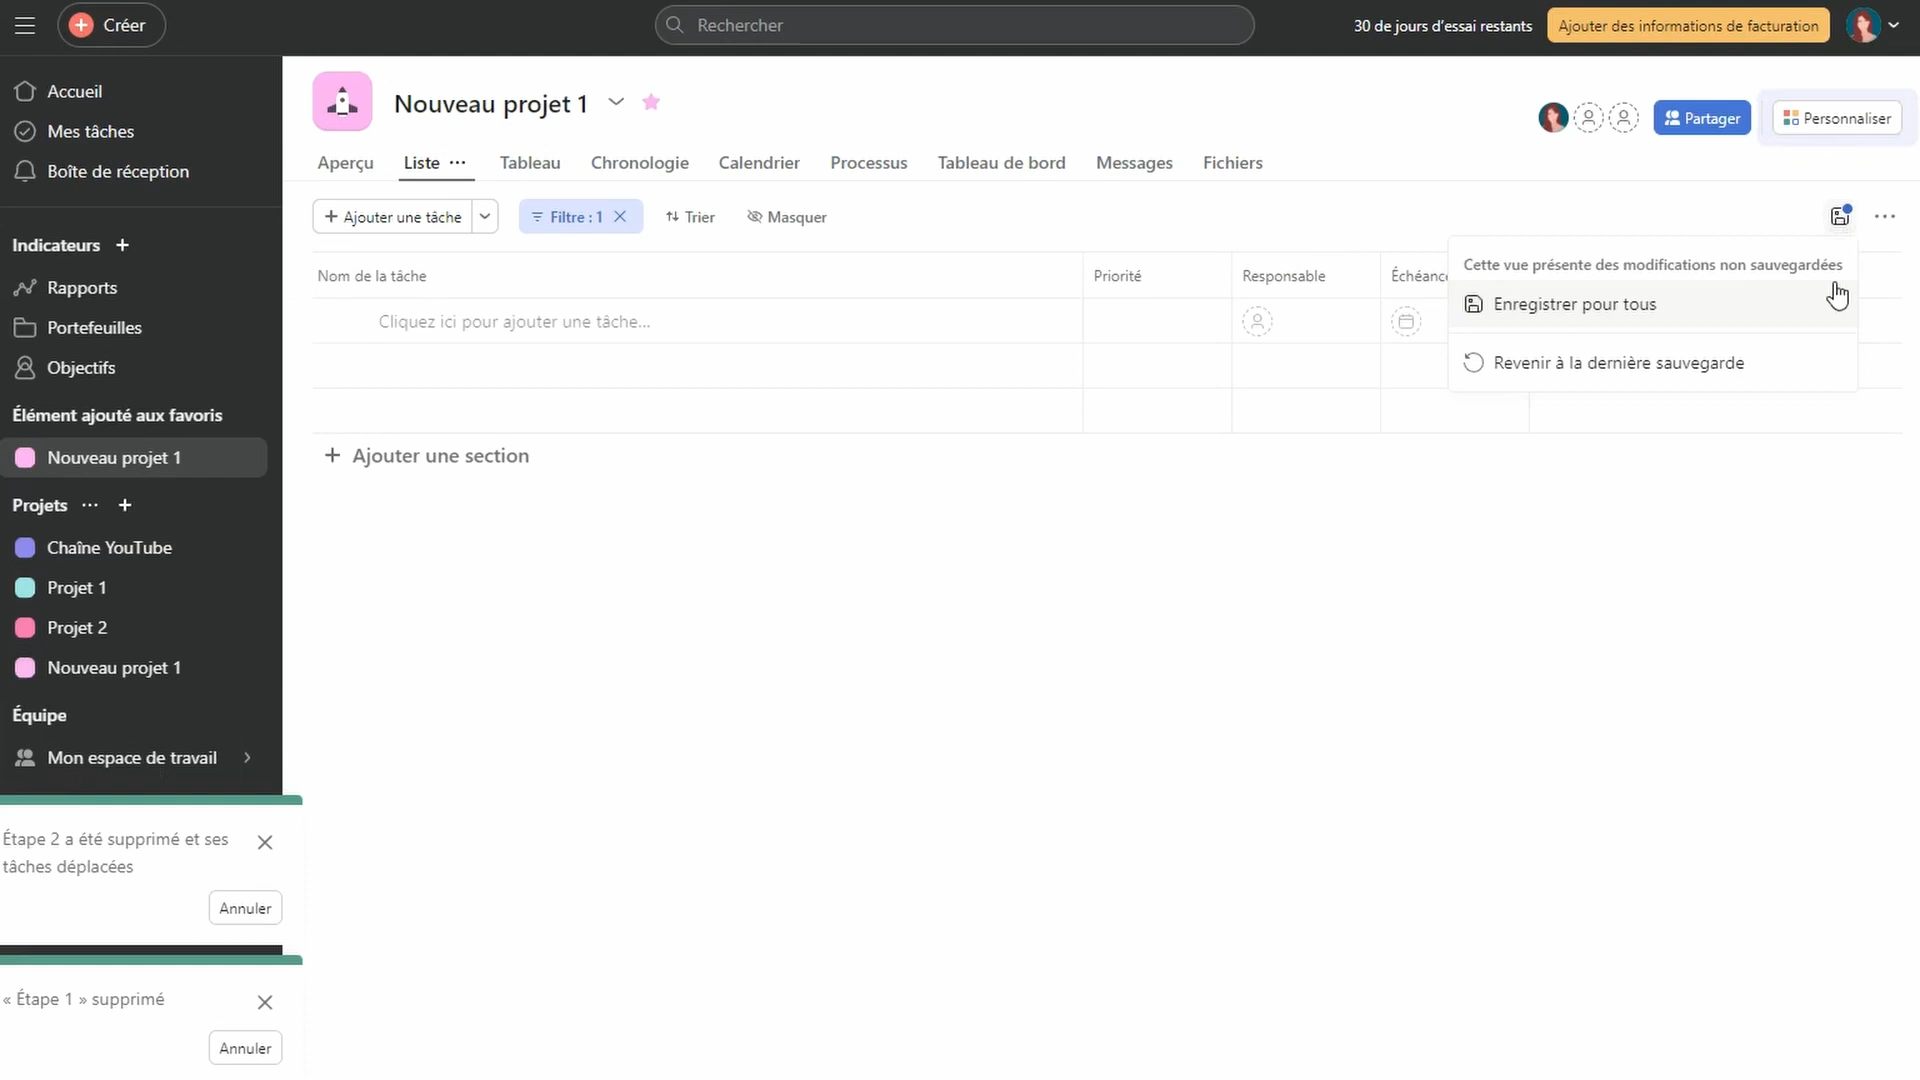 Créer
Rechercher
30 de jours d'essai restants
Ajouter des informations de facturation
Accueil
Mes tâches
Boîte de réception
Indicateurs
Rapports
Portefeuilles
Objectifs
Élément ajouté aux favoris
Nouveau projet 1
Projets
Chaîne YouTube
Projet 1
Projet 2
Nouveau projet 1
Équipe
Mon espace de travail
Étape 2 a été supprimé et ses
tâches déplacées
Annuler
« Étape 1 » supprimé
Annuler
Nouveau projet 1
Partager
Personnaliser
Aperçu Liste Tableau Chronologie Calendrier Processus Tableau de bord Messages Fichiers
+ Ajouter une tâche
Filtre : 1
Trier
Masquer
Nom de la tâche Priorité Responsable Échéance
Cliquez ici pour ajouter une tâche...
+ Ajouter une section
Cette vue présente des modifications non sauvegardées
Enregistrer pour tous
Revenir à la dernière sauvegarde